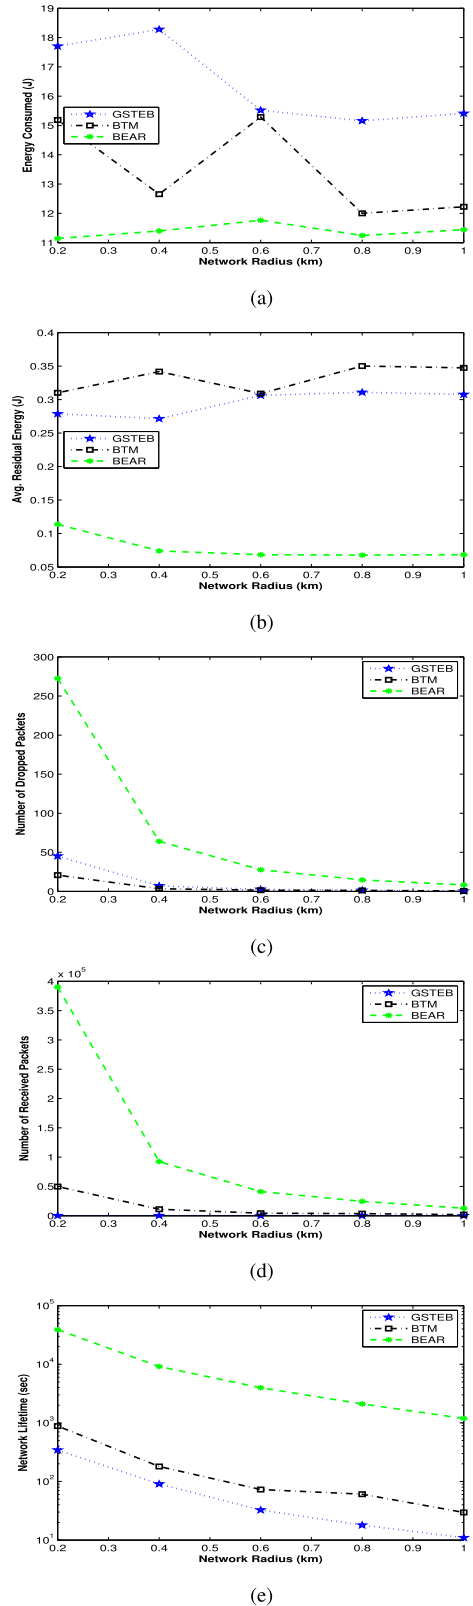 19
18
17
16
15
14
13
12
11
Energy Consumed (J)
GSTEB
BTM
BEAR
0.2 0.3 0.4 0.5 0.6 0.7 0.8 0.9 1
Network Radius (km)
(a)
0.4
0.35
0.3
0.25
0.2
0.15
0.1
0.05
Avg. Residual Energy (J)
GSTEB
BTM
BEAR
0.2 0.3 0.4 0.5 0.6 0.7 0.8 0.9 1
Network Radius (km)
(b)
300
250
200
150
100
50
0
Number of Dropped Packets
GSTEB
BTM
BEAR
0.2 0.3 0.4 0.5 0.6 0.7 0.8 0.9 1
Network Radius (km)
(c)
× 10^5
4
3.5
3
2.5
2
1.5
1
0.5
0
Number of Received Packets
GSTEB
BTM
BEAR
0.2 0.3 0.4 0.5 0.6 0.7 0.8 0.9 1
Network Radius (km)
(d)
10^5
10^4
10^3
10^2
10^1
Network Lifetime (sec)
GSTEB
BTM
BEAR
0.2 0.3 0.4 0.5 0.6 0.7 0.8 0.9 1
Network Radius (km)
(e)